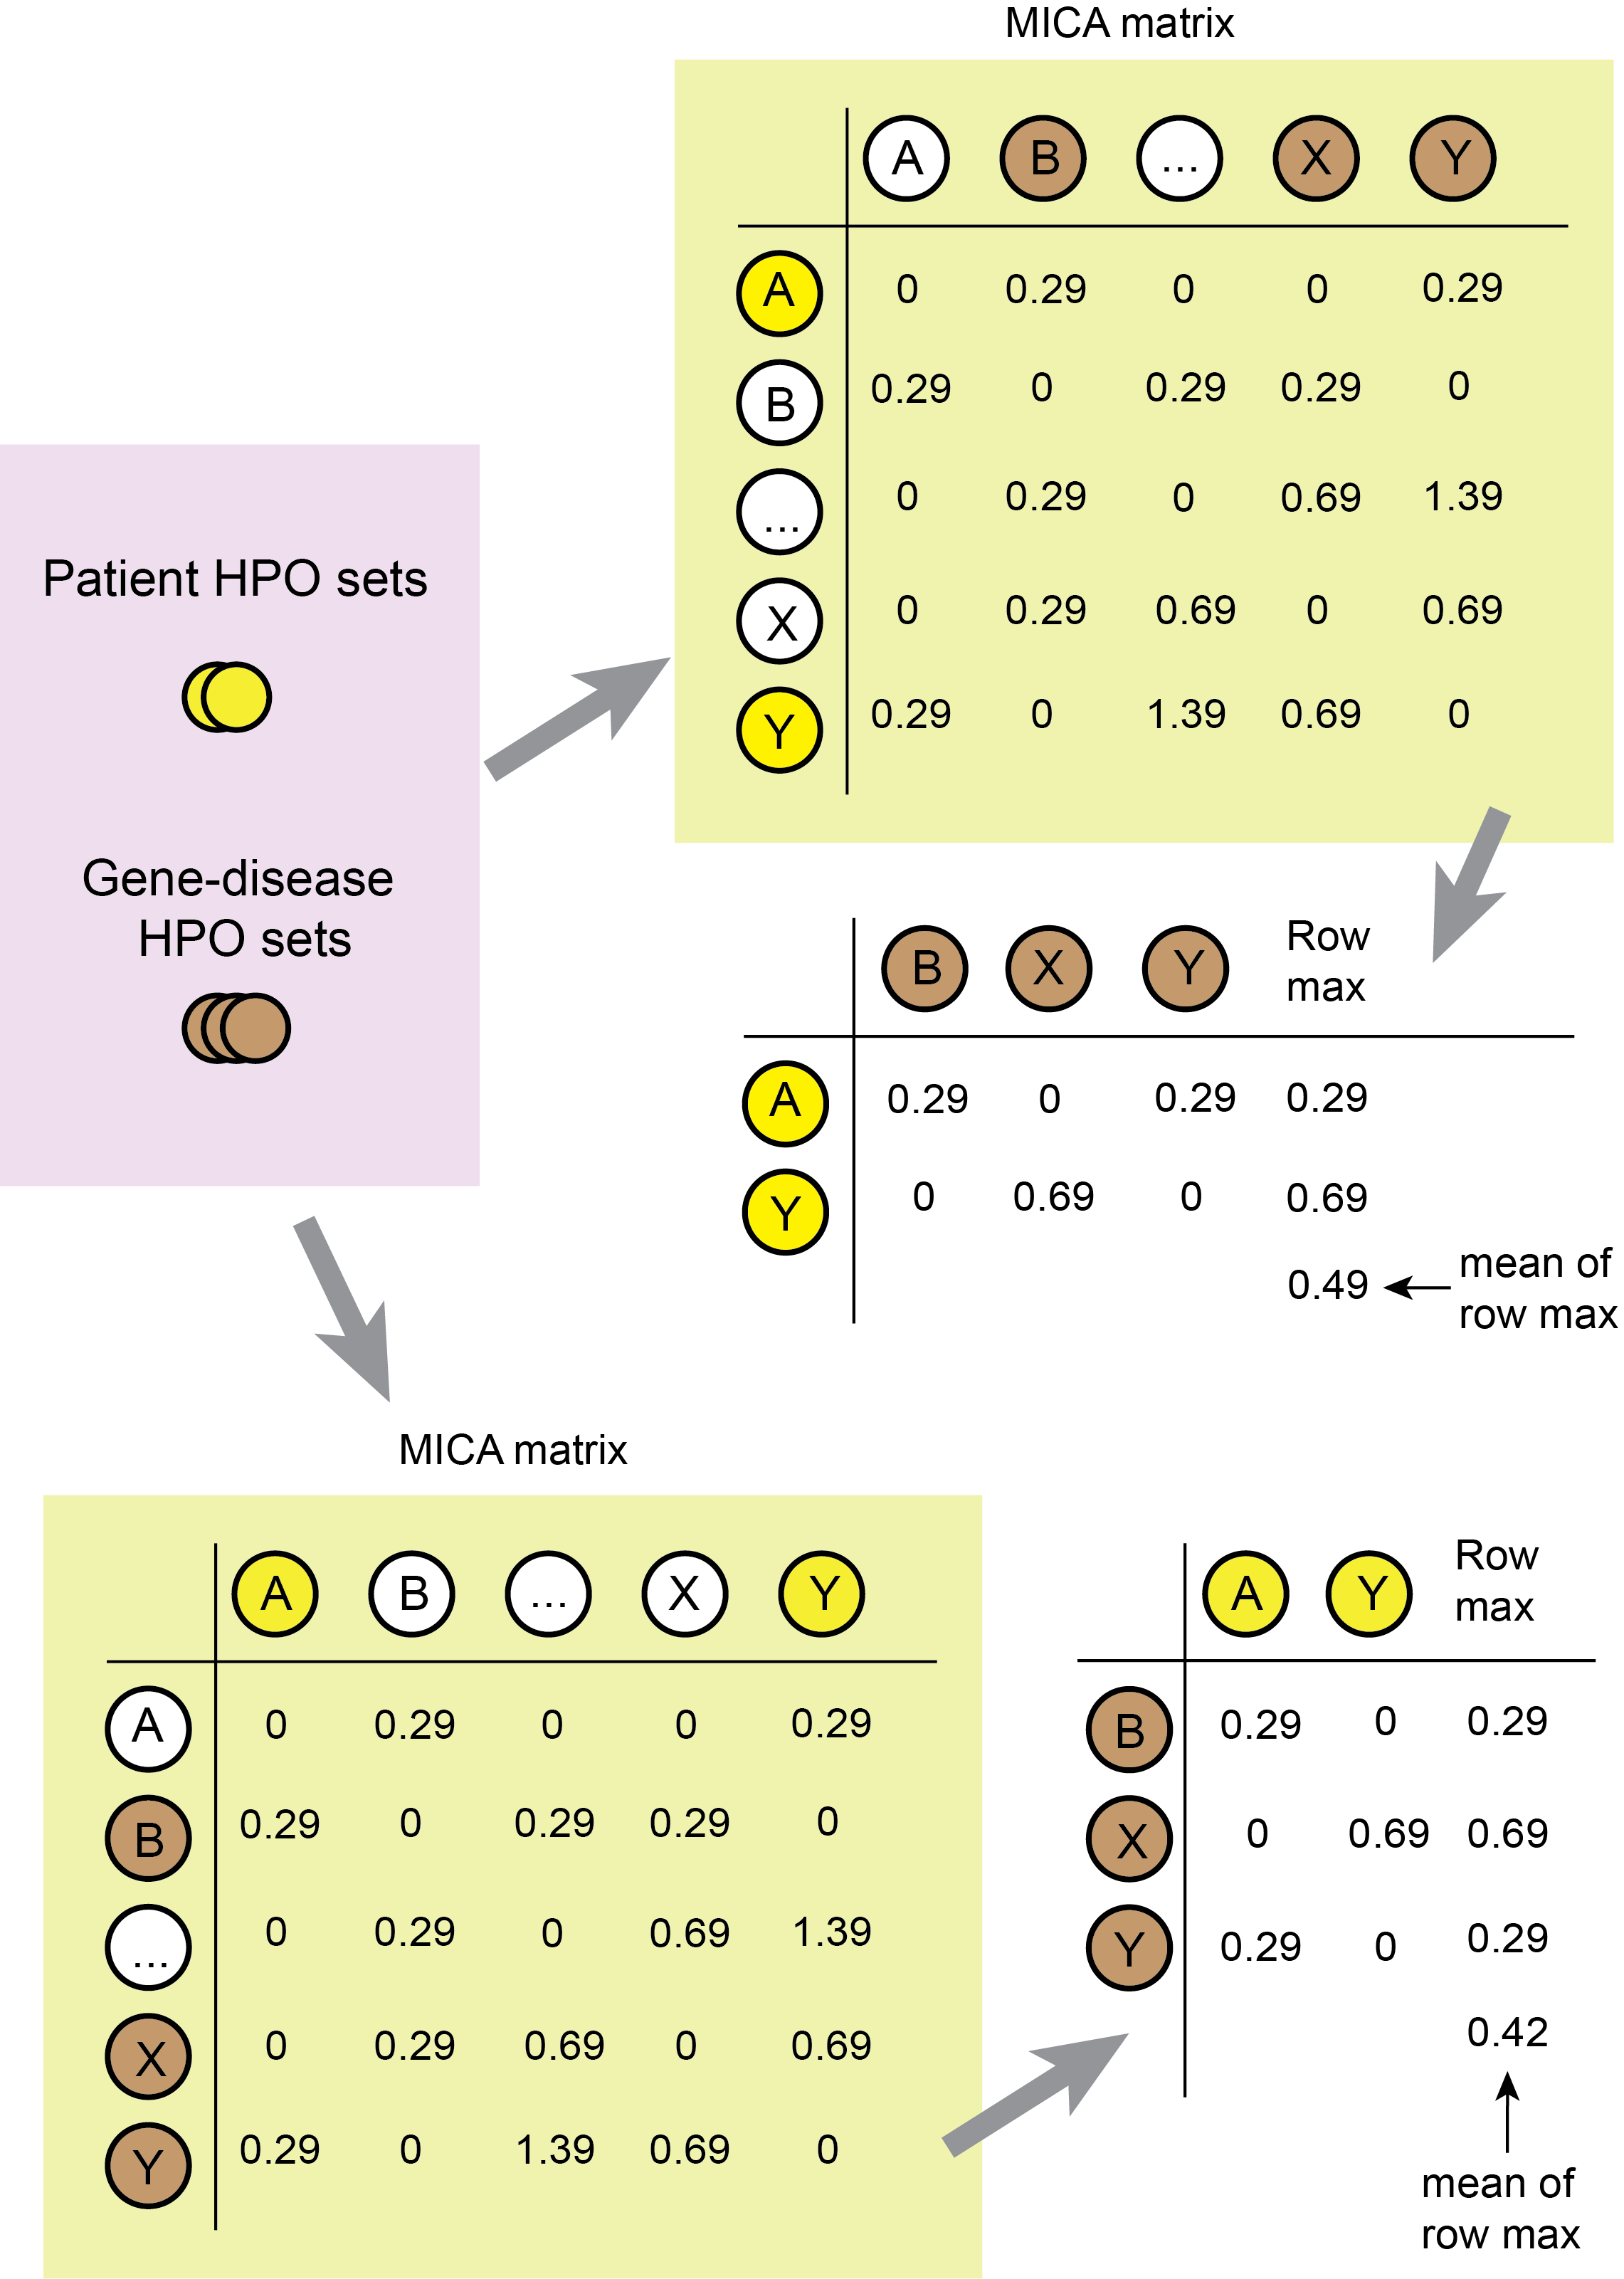 MICA matrix
A B ... X Y
A 0 0.29 0 0 0.29
B 0.29 0 0.29 0.29 0
... 0 0.29 0 0.69 1.39
X 0 0.29 0.69 0 0.69
Y 0.29 0 1.39 0.69 0
Patient HPO sets
Gene-disease
HPO sets
B X Y Row
max
A 0.29 0 0.29 0.29
Y 0 0.69 0 0.69
0.49 mean of
row max
MICA matrix
A B ... X Y
A 0 0.29 0 0 0.29
B 0.29 0 0.29 0.29 0
... 0 0.29 0 0.69 1.39
X 0 0.29 0.69 0 0.69
Y 0.29 0 1.39 0.69 0
A Y Row
max
B 0.29 0 0.29
X 0 0.69 0.69
Y 0.29 0 0.29
0.42
mean of
row max